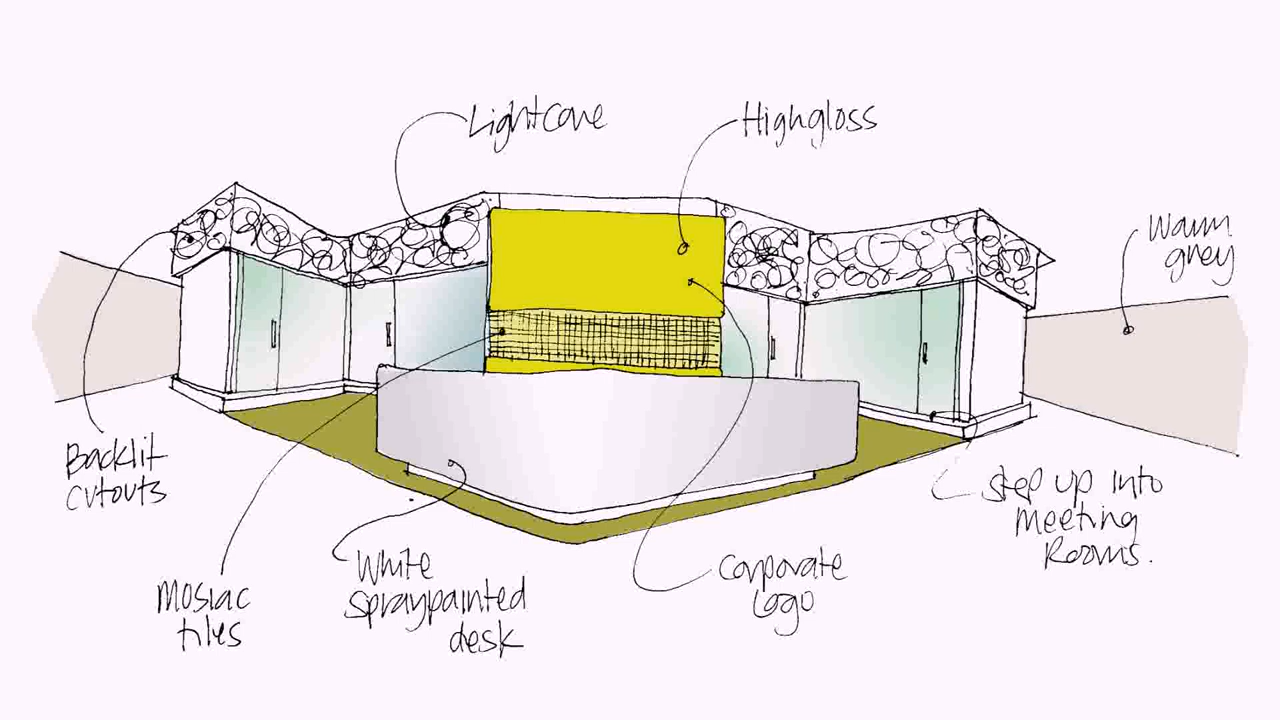 Lightcove
Highgloss
Warm
grey
Backlit
cutouts
Step up into
Meeting
Rooms.
Mosiac
tiles
White
spraypainted
desk
Corporate
Logo